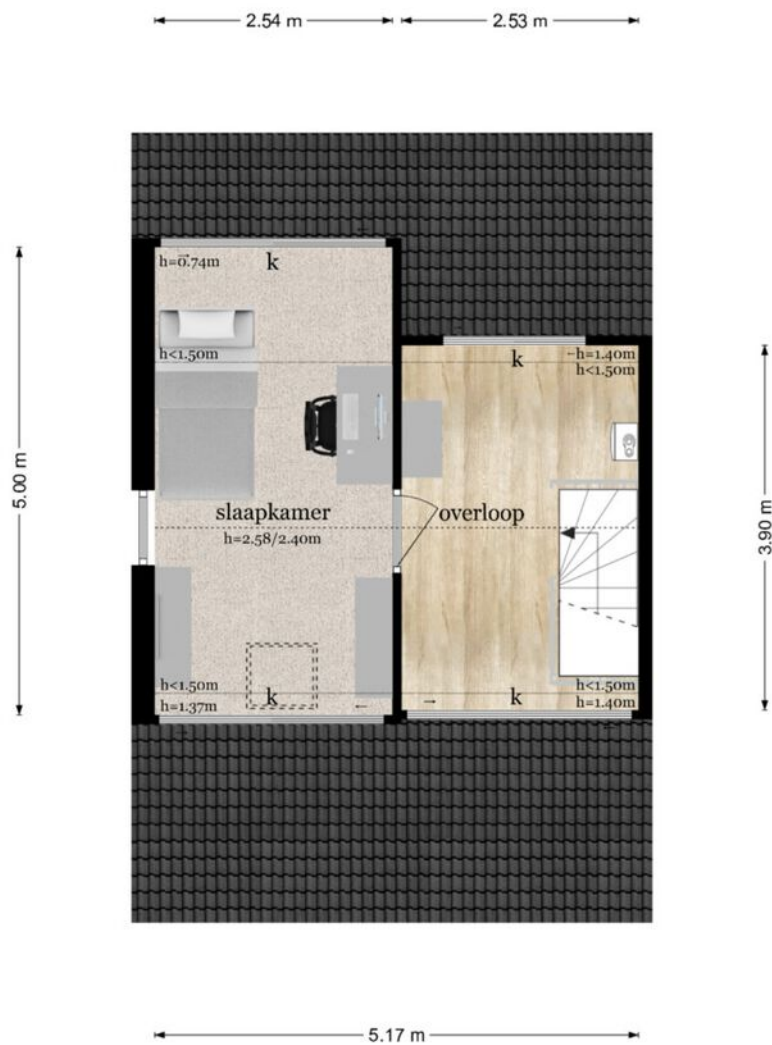 2.54 m
2.53 m
h=0.74m
k
h<1.50m
k
h=1.40m
h<1.50m
5.00 m
3.90 m
slaapkamer
h=2.58/2.40m
overloop
h<1.50m
h=1.37m
k
k
h<1.50m
h=1.40m
5.17 m